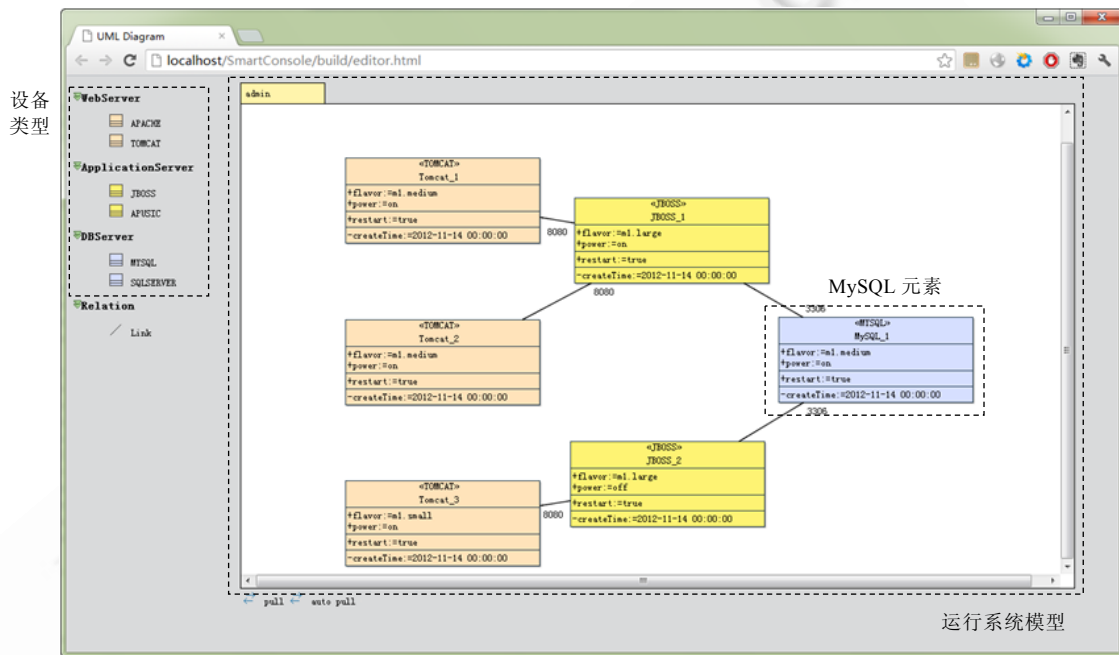 UML Diagram
localhost/SmartConsole/build/editor.html
设备
类型
WebServer
APACHE
TOMCAT
ApplicationServer
JBOSS
APUSIC
DBServer
MYSQL
SQLSERVER
Relation
Link
admin
«TOMCAT»
Tomcat_1
+flavor:=m1.medium
+power:=on
+restart:=true
-createTime:=2012-11-14 00:00:00
8080
«JBOSS»
JBOSS_1
+flavor:=m1.large
+power:=on
+restart:=true
-createTime:=2012-11-14 00:00:00
8080
MySQL 元素
3306
«MYSQL»
MySQL_1
+flavor:=m1.medium
+power:=on
+restart:=true
-createTime:=2012-11-14 00:00:00
3306
«TOMCAT»
Tomcat_2
+flavor:=m1.medium
+power:=on
+restart:=true
-createTime:=2012-11-14 00:00:00
«JBOSS»
JBOSS_2
+flavor:=m1.large
+power:=off
+restart:=true
-createTime:=2012-11-14 00:00:00
«TOMCAT»
Tomcat_3
+flavor:=m1.small
+power:=on
+restart:=true
-createTime:=2012-11-14 00:00:00
8080
pull auto pull
运行系统模型